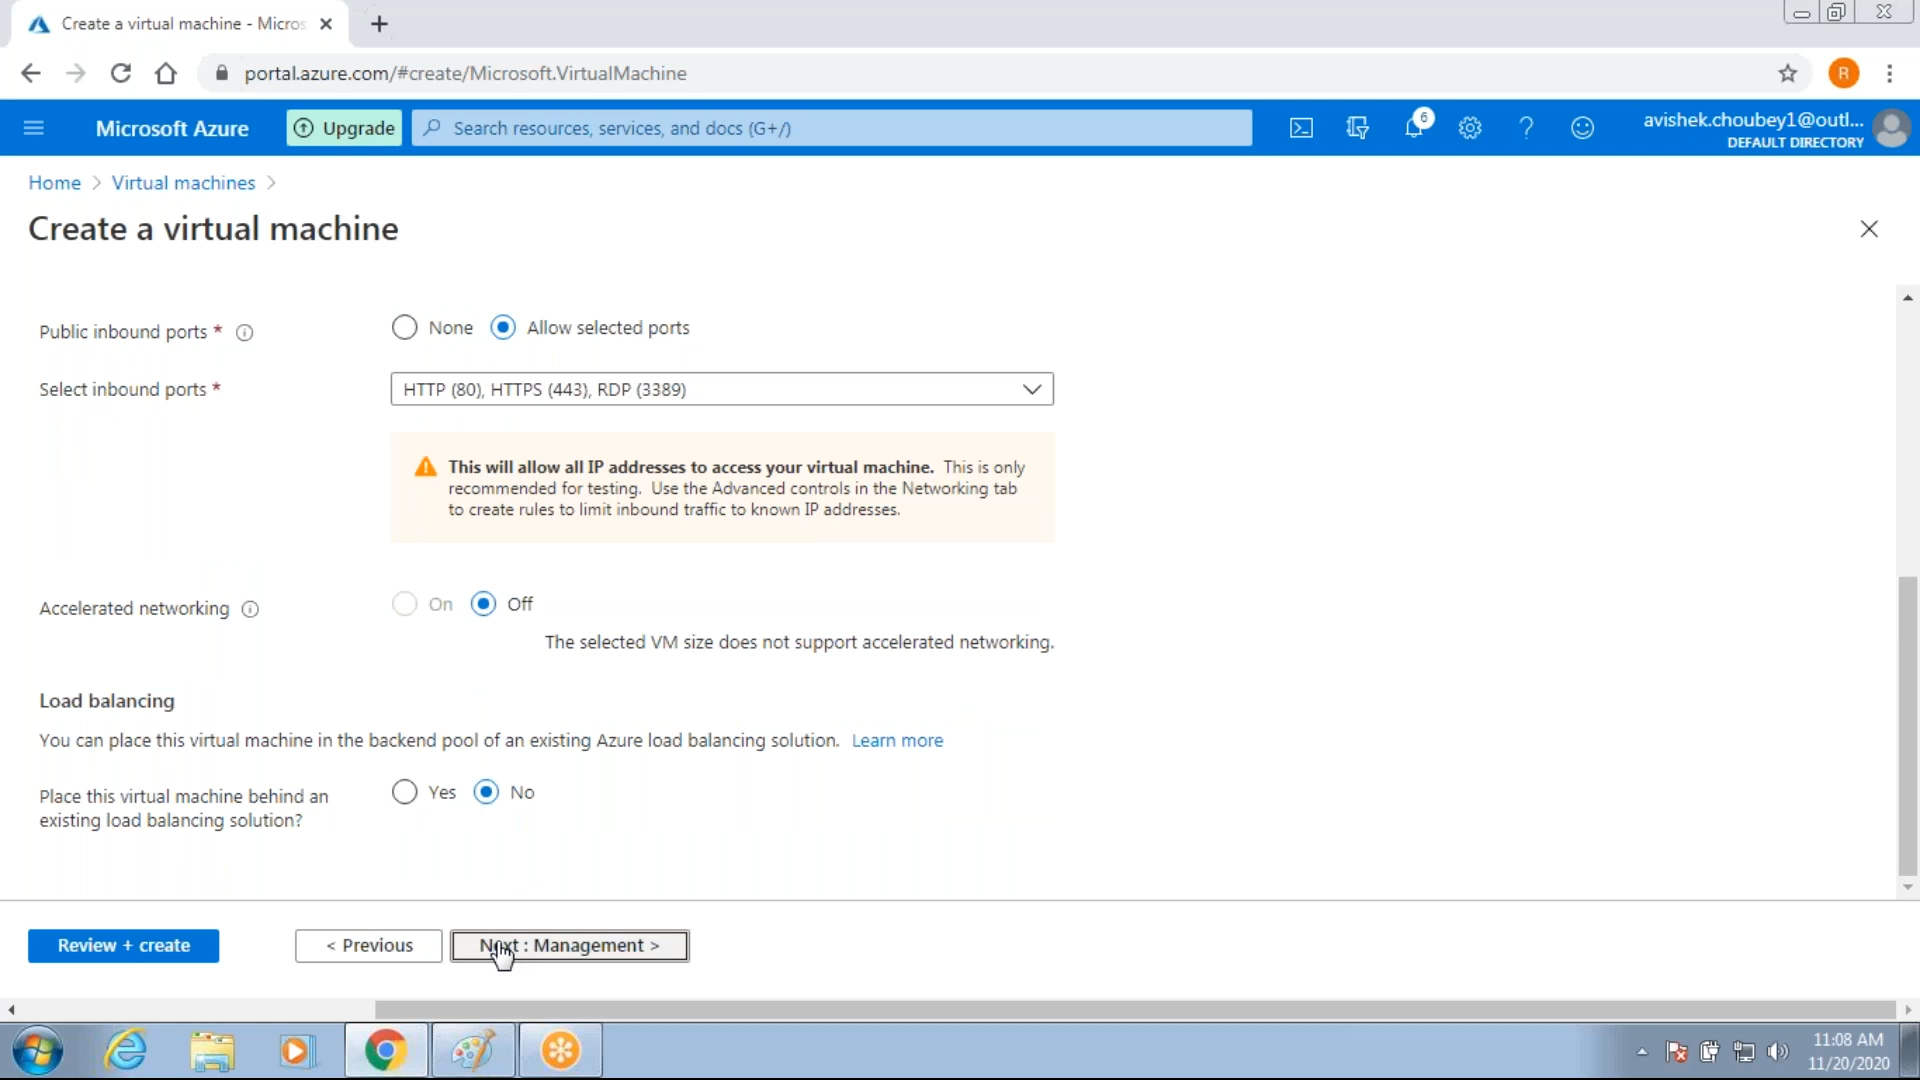 Create a virtual machine - Micros
portal.azure.com/#create/Microsoft.VirtualMachine
R
Microsoft Azure
Upgrade
Search resources, services, and docs (G+/)
6
avishek.choubey1@outl...
DEFAULT DIRECTORY
Home > Virtual machines >
Create a virtual machine
Public inbound ports *
None
Allow selected ports
Select inbound ports *
HTTP (80), HTTPS (443), RDP (3389)
This will allow all IP addresses to access your virtual machine. This is only
recommended for testing. Use the Advanced controls in the Networking tab
to create rules to limit inbound traffic to known IP addresses.
Accelerated networking
On
Off
The selected VM size does not support accelerated networking.
Load balancing
You can place this virtual machine in the backend pool of an existing Azure load balancing solution. Learn more
Place this virtual machine behind an
existing load balancing solution?
Yes
No
Review + create
< Previous
Next : Management >
11:08 AM
11/20/2020